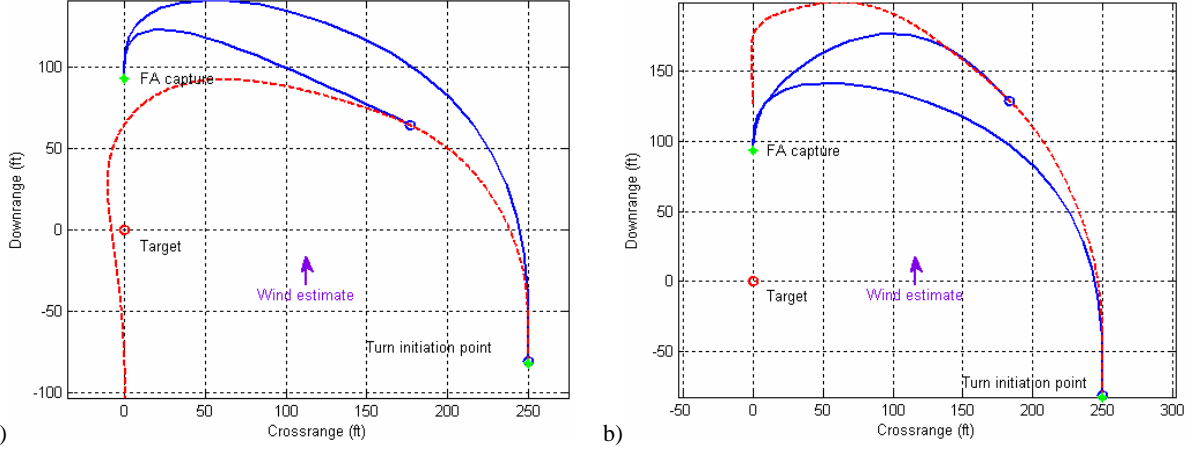 100
50
0
-50
-100
Downrange (ft)
FA capture
Target
Wind estimate
Turn initiation point
0
50
100
150
200
250
Crossrange (ft)
)
150
100
50
0
-50
Downrange (ft)
FA capture
Target
Wind estimate
Turn initiation point
-50
0
50
100
150
200
250
300
Crossrange (ft)
b)